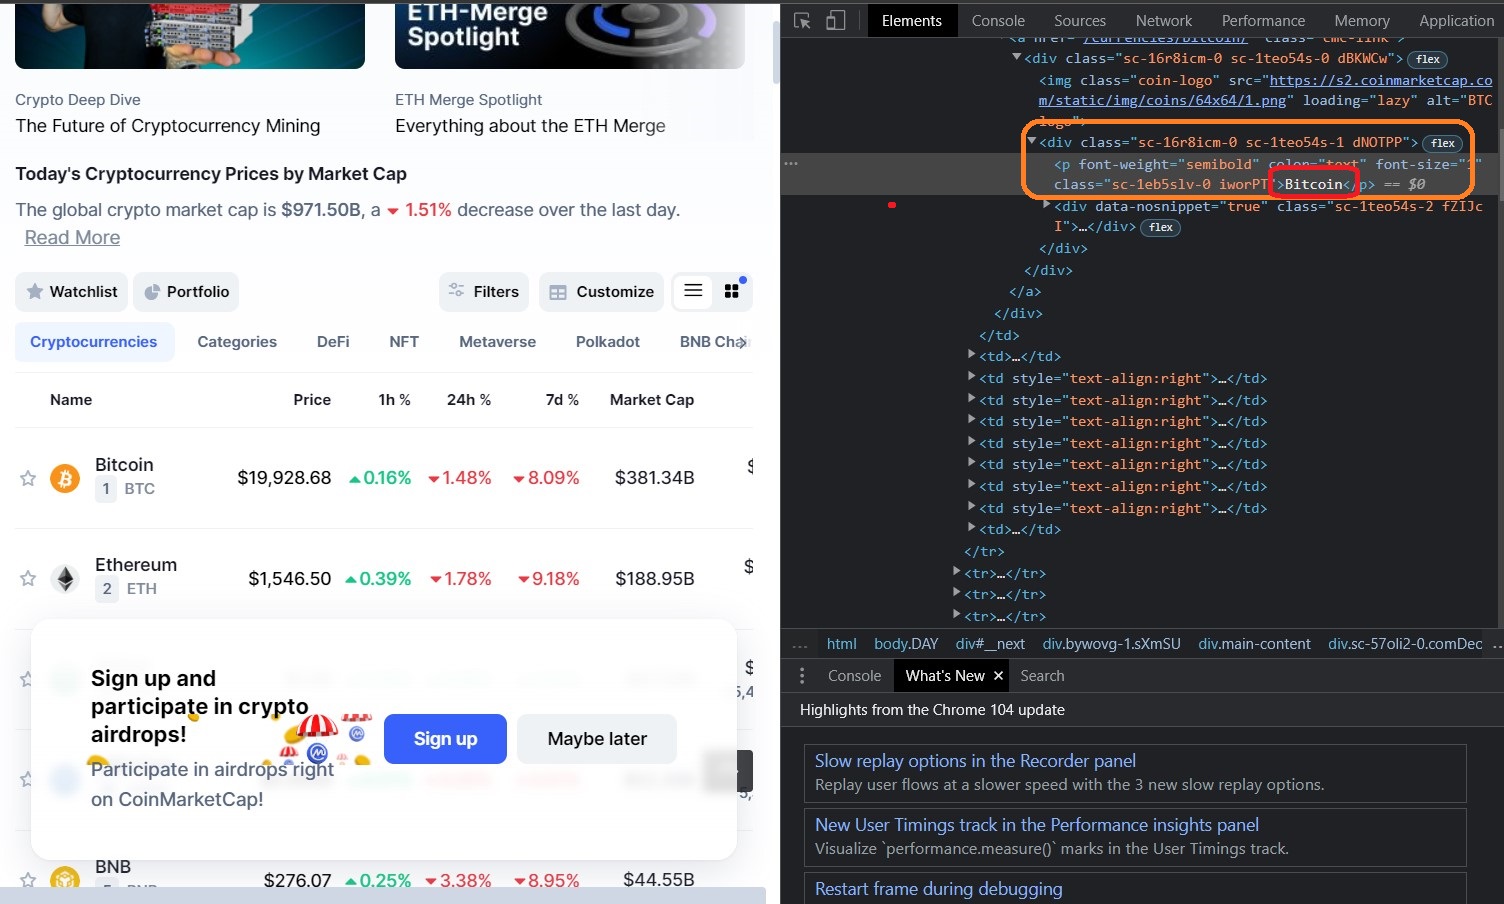 ETH-Merge
Spotlight
Crypto Deep Dive
The Future of Cryptocurrency Mining
ETH Merge Spotlight
Everything about the ETH Merge
Today's Cryptocurrency Prices by Market Cap
The global crypto market cap is $971.50B, a 1.51% decrease over the last day.
Read More
Watchlist Portfolio Filters Customize
Cryptocurrencies Categories DeFi NFT Metaverse Polkadot BNB Chai
Name Price 1h % 24h % 7d % Market Cap
Bitcoin
1 BTC
$19,928.68 0.16% 1.48% 8.09% $381.34B $
Ethereum
2 ETH
$1,546.50 0.39% 1.78% 9.18% $188.95B $
$
5,4
Sign up and
participate in crypto
airdrops!
Participate in airdrops right
on CoinMarketCap!
Sign up
Maybe later
5,
BNB
$276.07 0.25% 3.38% 8.95% $44.55B
Elements Console Sources Network Performance Memory Application
<a href="/currencies/bitcoin/" class="cmc-link"
<div class="sc-16r8icm-0 sc-1teo54s-0 dBKWCw"> flex
<img class="coin-logo" src="https://s2.coinmarketcap.co
m/static/img/coins/64x64/1.png" loading="lazy" alt="BTC
logo">
<div class="sc-16r8icm-0 sc-1teo54s-1 dNOTPP"> flex
… <p font-weight="semibold" color="text" font-size="1"
class="sc-1eb5slv-0 iworPT">Bitcoin</p> == $0
<div data-nosnippet="true" class="sc-1teo54s-2 fZIJc
I">…</div> flex
</div>
</div>
</a>
</div>
</td>
<td>…</td>
<td style="text-align:right">…</td>
<td style="text-align:right">…</td>
<td style="text-align:right">…</td>
<td style="text-align:right">…</td>
<td style="text-align:right">…</td>
<td style="text-align:right">…</td>
<td style="text-align:right">…</td>
<td>…</td>
</tr>
<tr>…</tr>
<tr>…</tr>
<tr>…</tr>
… html body.DAY div#__next div.bywovg-1.sXmSU div.main-content div.sc-57oli2-0.comDec ..
Console What's New × Search
Highlights from the Chrome 104 update
Slow replay options in the Recorder panel
Replay user flows at a slower speed with the 3 new slow replay options.
New User Timings track in the Performance insights panel
Visualize `performance.measure()` marks in the User Timings track.
Restart frame during debugging